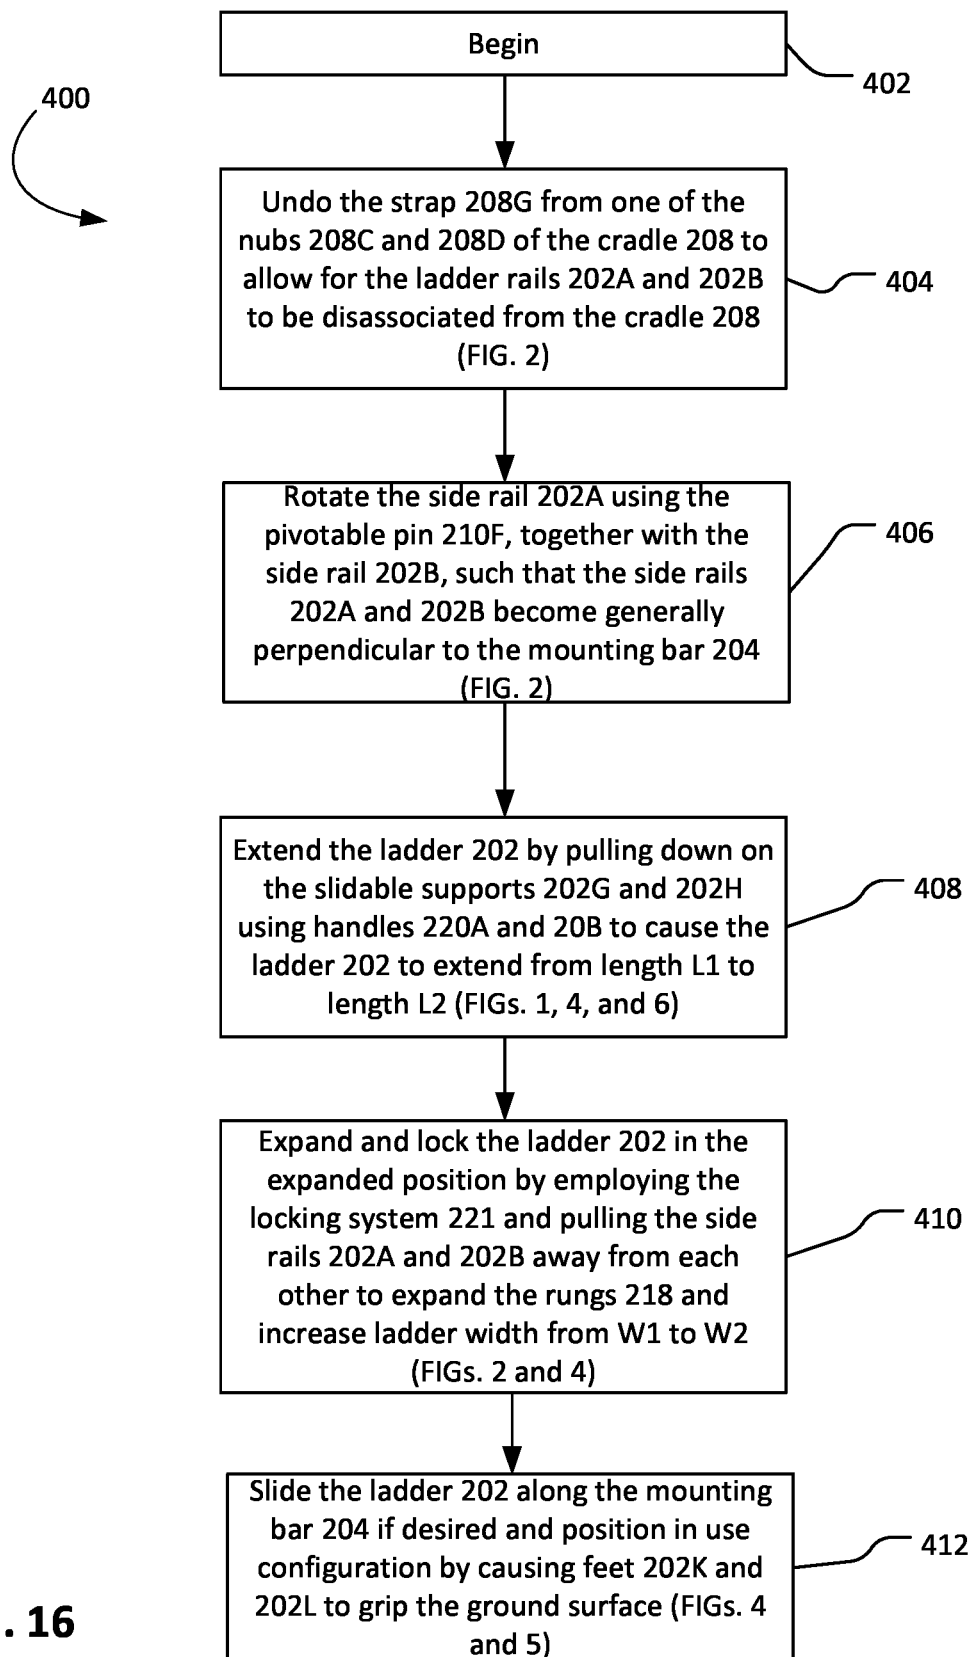 Begin
402
400
Undo the strap 208G from one of the
nubs 208C and 208D of the cradle 208 to
allow for the ladder rails 202A and 202B
to be disassociated from the cradle 208
(FIG. 2)
404
Rotate the side rail 202A using the
pivotable pin 210F, together with the
side rail 202B, such that the side rails
202A and 202B become generally
perpendicular to the mounting bar 204
(FIG. 2)
406
Extend the ladder 202 by pulling down on
the slidable supports 202G and 202H
using handles 220A and 20B to cause the
ladder 202 to extend from length L1 to
length L2 (FIGs. 1, 4, and 6)
408
Expand and lock the ladder 202 in the
expanded position by employing the
locking system 221 and pulling the side
rails 202A and 202B away from each
other to expand the rungs 218 and
increase ladder width from W1 to W2
(FIGs. 2 and 4)
410
Slide the ladder 202 along the mounting
bar 204 if desired and position in use
configuration by causing feet 202K and
202L to grip the ground surface (FIGs. 4
and 5)
412
. 16